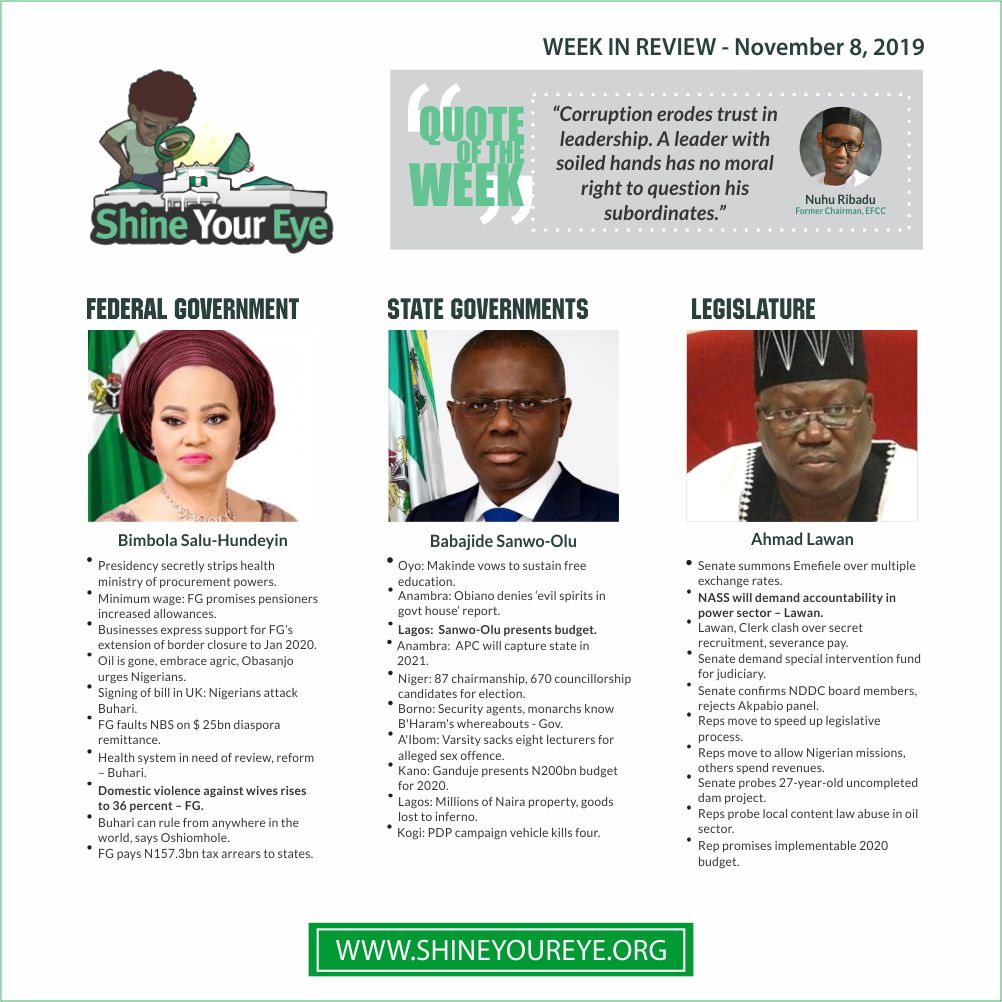 WEEK IN REVIEW - November 8, 2019
Shine Your Eye
QUOTE
OF THE
WEEK
“Corruption erodes trust in
leadership. A leader with
soiled hands has no moral
right to question his
subordinates.”
Nuhu Ribadu
Former Chairman, EFCC
FEDERAL GOVERNMENT
Bimbola Salu-Hundeyin
• Presidency secretly strips health
ministry of procurement powers.
• Minimum wage: FG promises pensioners
increased allowances.
• Businesses express support for FG’s
extension of border closure to Jan 2020.
• Oil is gone, embrace agric, Obasanjo
urges Nigerians.
• Signing of bill in UK: Nigerians attack
Buhari.
• FG faults NBS on $ 25bn diaspora
remittance.
• Health system in need of review, reform
– Buhari.
• Domestic violence against wives rises
to 36 percent – FG.
• Buhari can rule from anywhere in the
world, says Oshiomhole.
• FG pays N157.3bn tax arrears to states.
STATE GOVERNMENTS
Babajide Sanwo-Olu
• Oyo: Makinde vows to sustain free
education.
• Anambra: Obiano denies ‘evil spirits in
govt house’ report.
• Lagos: Sanwo-Olu presents budget.
• Anambra: APC will capture state in
2021.
• Niger: 87 chairmanship, 670 councillorship
candidates for election.
• Borno: Security agents, monarchs know
B'Haram's whereabouts - Gov.
• A'Ibom: Varsity sacks eight lecturers for
alleged sex offence.
• Kano: Ganduje presents N200bn budget
for 2020.
• Lagos: Millions of Naira property, goods
lost to inferno.
• Kogi: PDP campaign vehicle kills four.
LEGISLATURE
Ahmad Lawan
• Senate summons Emefiele over multiple
exchange rates.
• NASS will demand accountability in
power sector – Lawan.
• Lawan, Clerk clash over secret
recruitment, severance pay.
• Senate demand special intervention fund
for judiciary.
• Senate confirms NDDC board members,
rejects Akpabio panel.
• Reps move to speed up legislative
process.
• Reps move to allow Nigerian missions,
others spend revenues.
• Senate probes 27-year-old uncompleted
dam project.
• Reps probe local content law abuse in oil
sector.
• Rep promises implementable 2020
budget.
WWW.SHINEYOUREYE.ORG